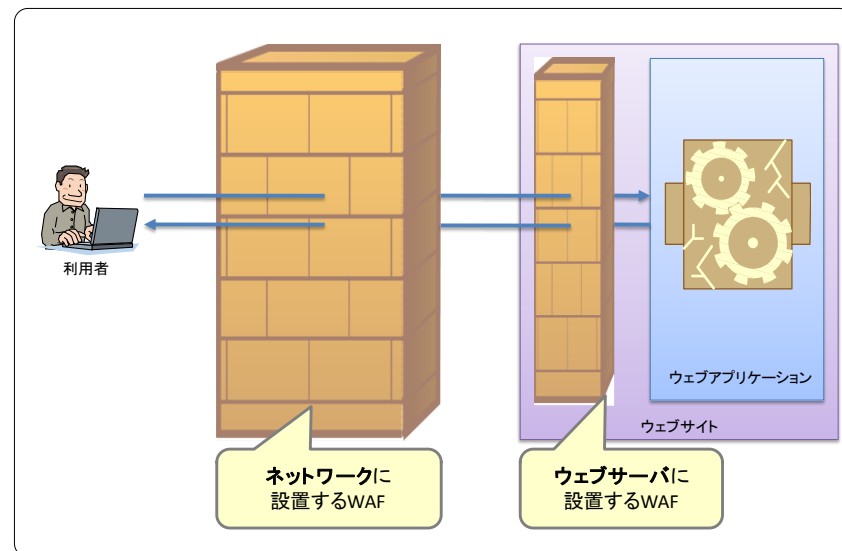 利用者
ウェブアプリケーション
ウェブサイト
ネットワークに
設置するWAF
ウェブサーバに
設置するWAF